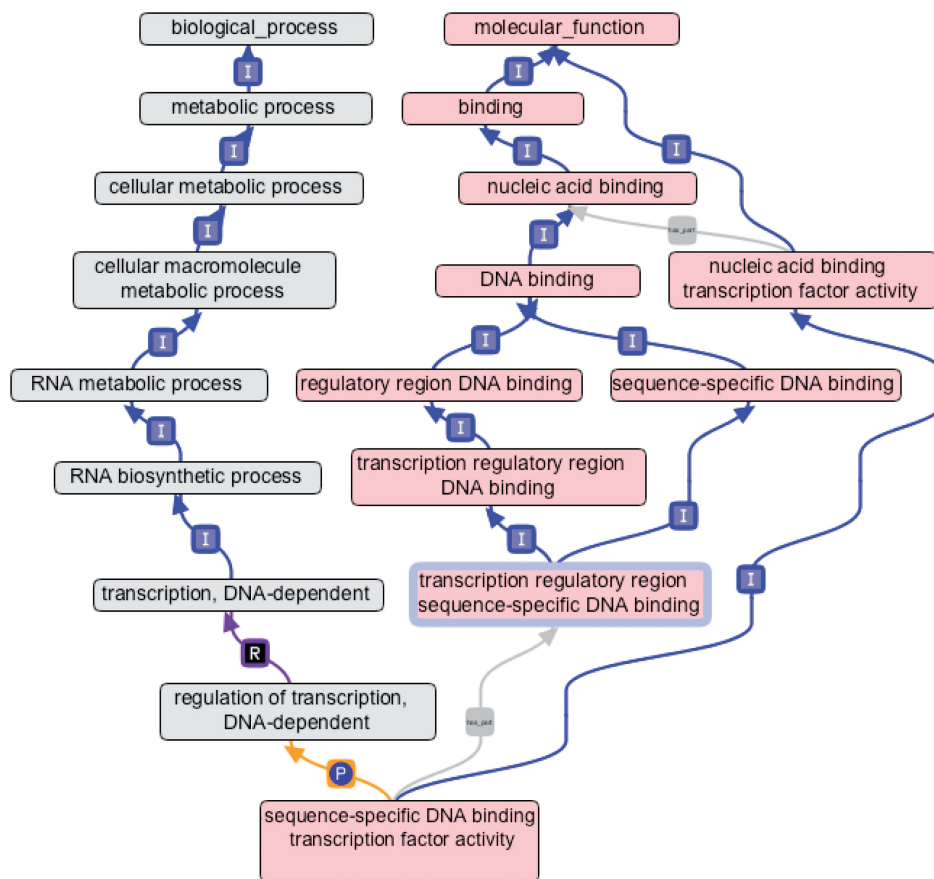 biological_process
molecular_function
I
I
metabolic process
binding
I
I
I
cellular metabolic process
nucleic acid binding
I
I
has_part
cellular macromolecule
metabolic process
DNA binding
nucleic acid binding
transcription factor activity
I
I
I
RNA metabolic process
regulatory region DNA binding
sequence-specific DNA binding
I
I
RNA biosynthetic process
transcription regulatory region
DNA binding
I
I
I
transcription, DNA-dependent
transcription regulatory region
sequence-specific DNA binding
I
R
regulation of transcription,
DNA-dependent
has_part
P
sequence-specific DNA binding
transcription factor activity